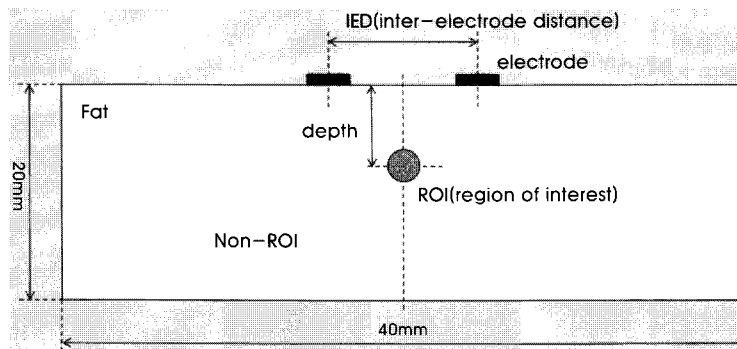 IED(inter-electrode distance)
electrode
Fat
depth
20mm
ROI(region of interest)
Non-ROI
40mm